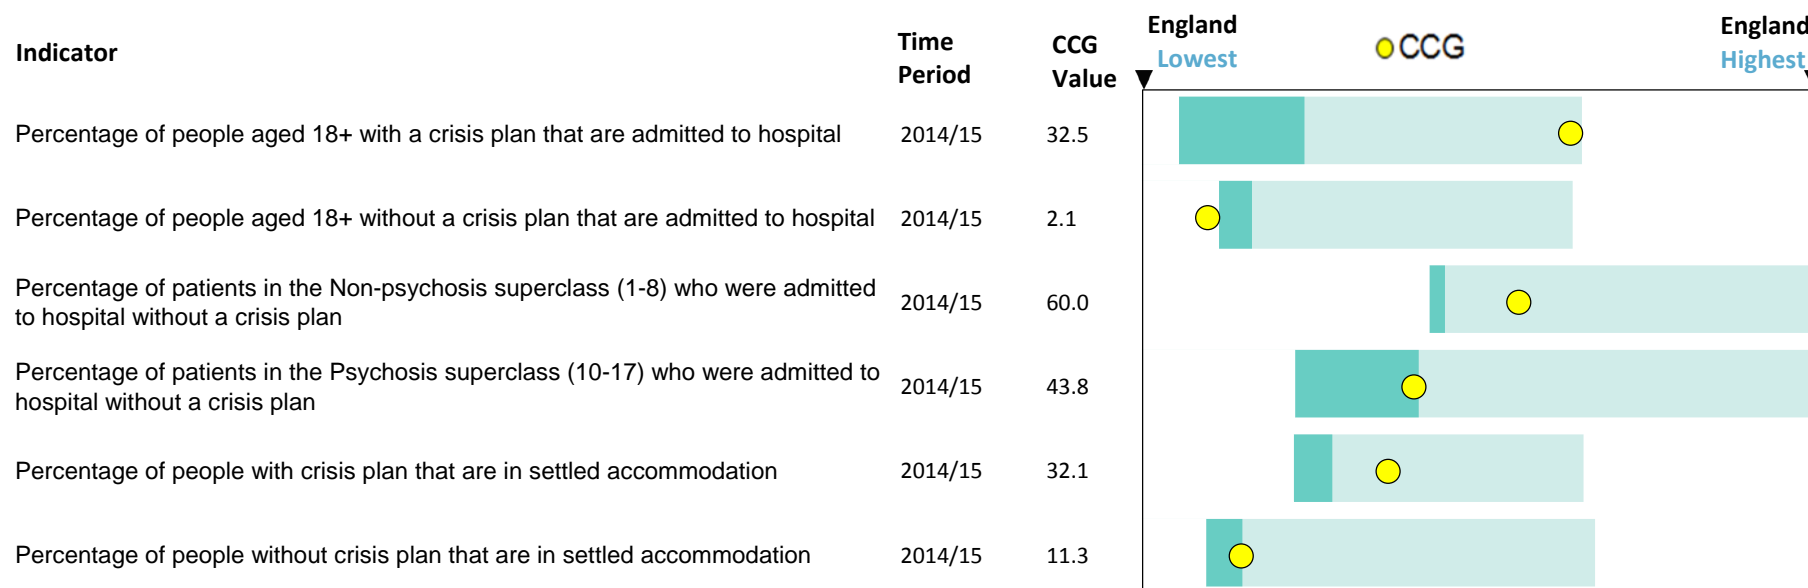 Indicator
Time
Period
CCG
Value
England
Lowest
CCG
England
Highest
Percentage of people aged 18+ with a crisis plan that are admitted to hospital 2014/15 32.5
Percentage of people aged 18+ without a crisis plan that are admitted to hospital 2014/15 2.1
Percentage of patients in the Non-psychosis superclass (1-8) who were admitted
to hospital without a crisis plan 2014/15 60.0
Percentage of patients in the Psychosis superclass (10-17) who were admitted to
hospital without a crisis plan 2014/15 43.8
Percentage of people with crisis plan that are in settled accommodation 2014/15 32.1
Percentage of people without crisis plan that are in settled accommodation 2014/15 11.3